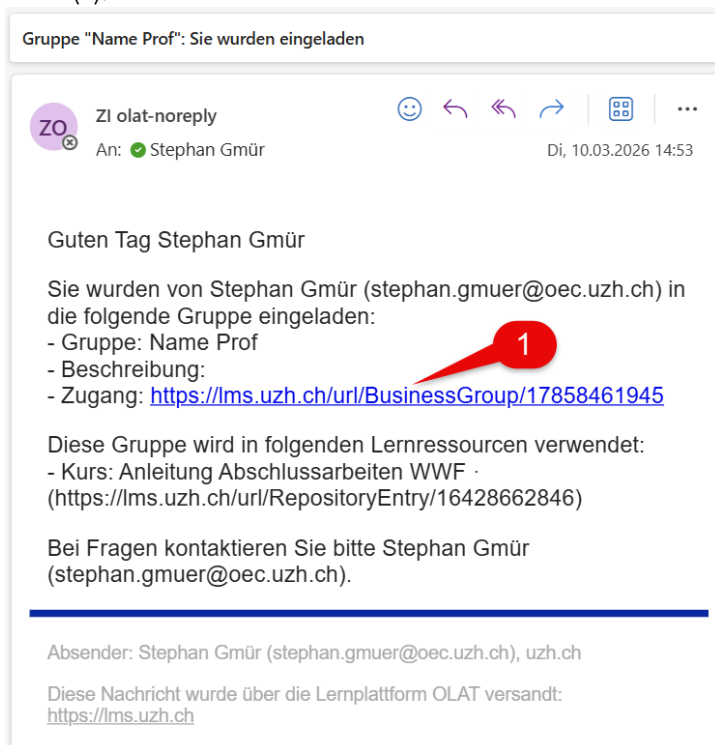 Gruppe "Name Prof": Sie wurden eingeladen
ZO
ZI olat-noreply
An: Stephan Gmür
Di, 10.03.2026 14:53
Guten Tag Stephan Gmür
Sie wurden von Stephan Gmür (stephan.gmuer@oec.uzh.ch) in
die folgende Gruppe eingeladen:
- Gruppe: Name Prof
1
- Beschreibung:
- Zugang: https://lms.uzh.ch/url/BusinessGroup/17858461945
Diese Gruppe wird in folgenden Lernressourcen verwendet:
- Kurs: Anleitung Abschlussarbeiten WWF ·
(https://lms.uzh.ch/url/RepositoryEntry/16428662846)
Bei Fragen kontaktieren Sie bitte Stephan Gmür
(stephan.gmuer@oec.uzh.ch).
Absender: Stephan Gmür (stephan.gmuer@oec.uzh.ch), uzh.ch
Diese Nachricht wurde über die Lernplattform OLAT versandt:
https://lms.uzh.ch